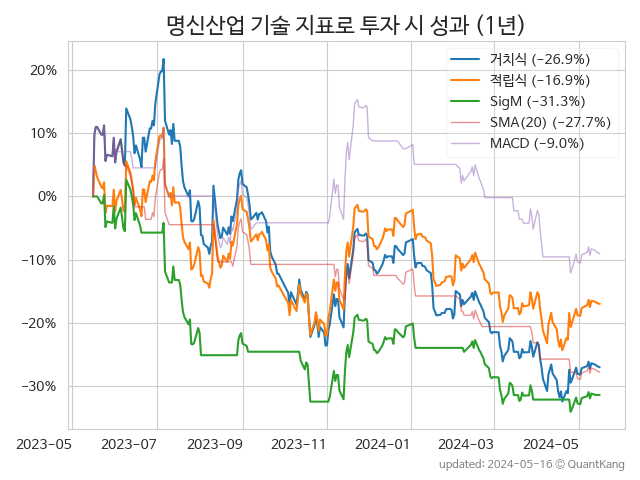 명신산업 기술 지표로 투자 시 성과 (1년)
거치식 (−26.9%)
적립식 (−16.9%)
SigM (−31.3%)
SMA(20) (−27.7%)
MACD (−9.0%)
20%
10%
0%
−10%
−20%
−30%
2023-05 2023-07 2023-09 2023-11 2024-01 2024-03 2024-05
updated: 2024-05-16 ⓒ QuantKang